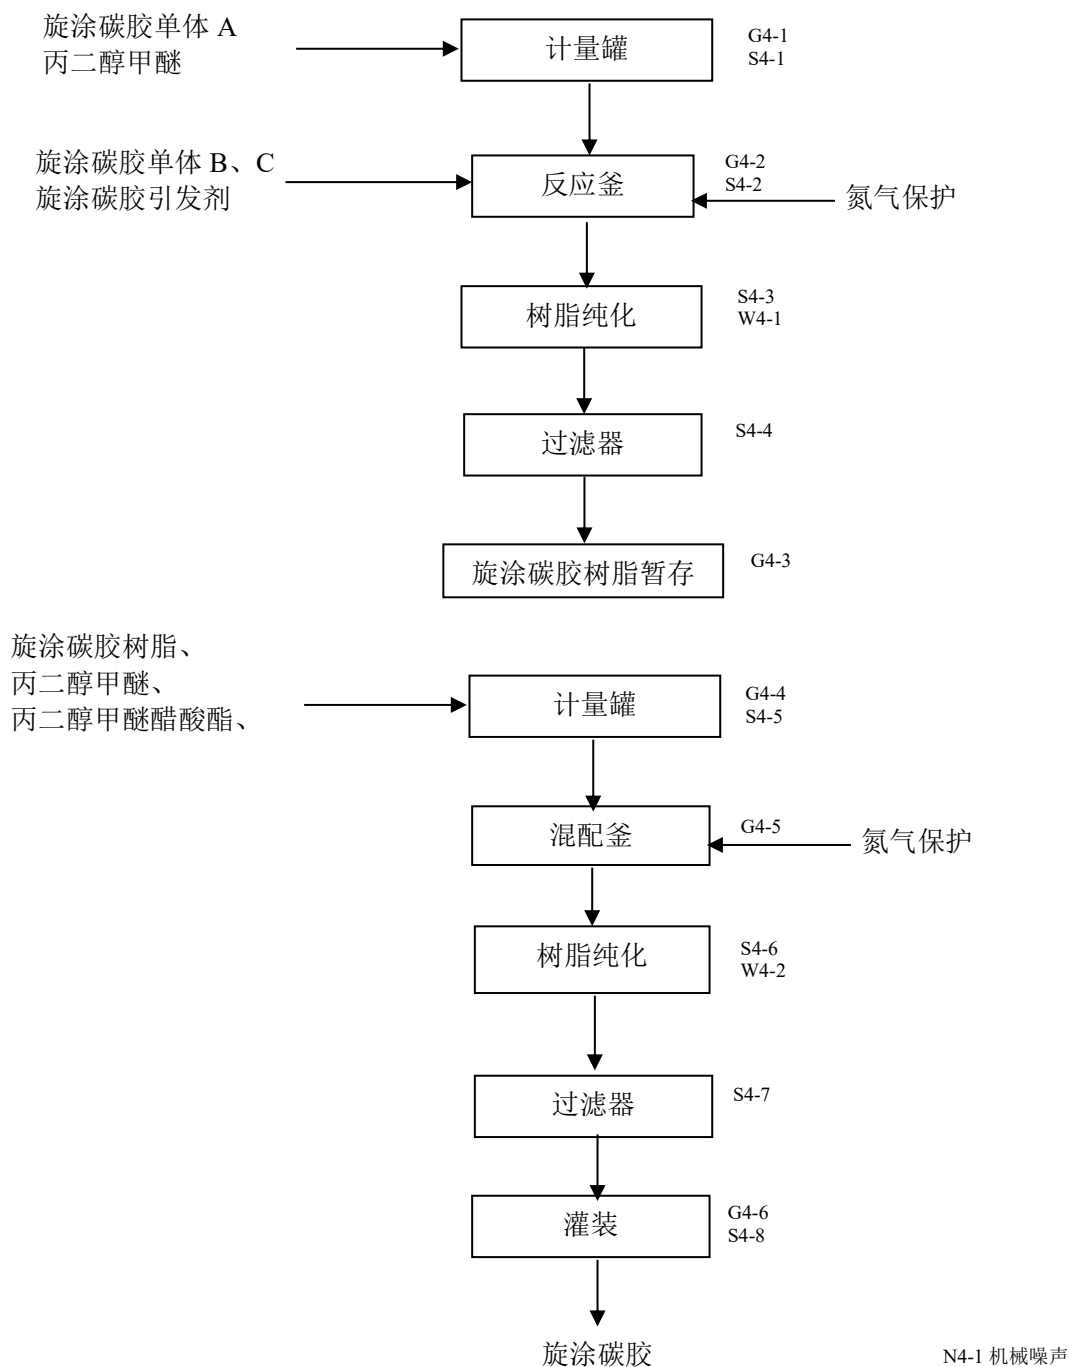 旋涂碳胶单体 A
丙二醇甲醚
计量罐
G4-1
S4-1
旋涂碳胶单体 B、C
旋涂碳胶引发剂
反应釜
G4-2
S4-2
氮气保护
树脂纯化
S4-3
W4-1
过滤器
S4-4
旋涂碳胶树脂暂存
G4-3
旋涂碳胶树脂、
丙二醇甲醚、
丙二醇甲醚醋酸酯、
计量罐
G4-4
S4-5
混配釜
G4-5
氮气保护
树脂纯化
S4-6
W4-2
过滤器
S4-7
灌装
G4-6
S4-8
旋涂碳胶
N4-1 机械噪声